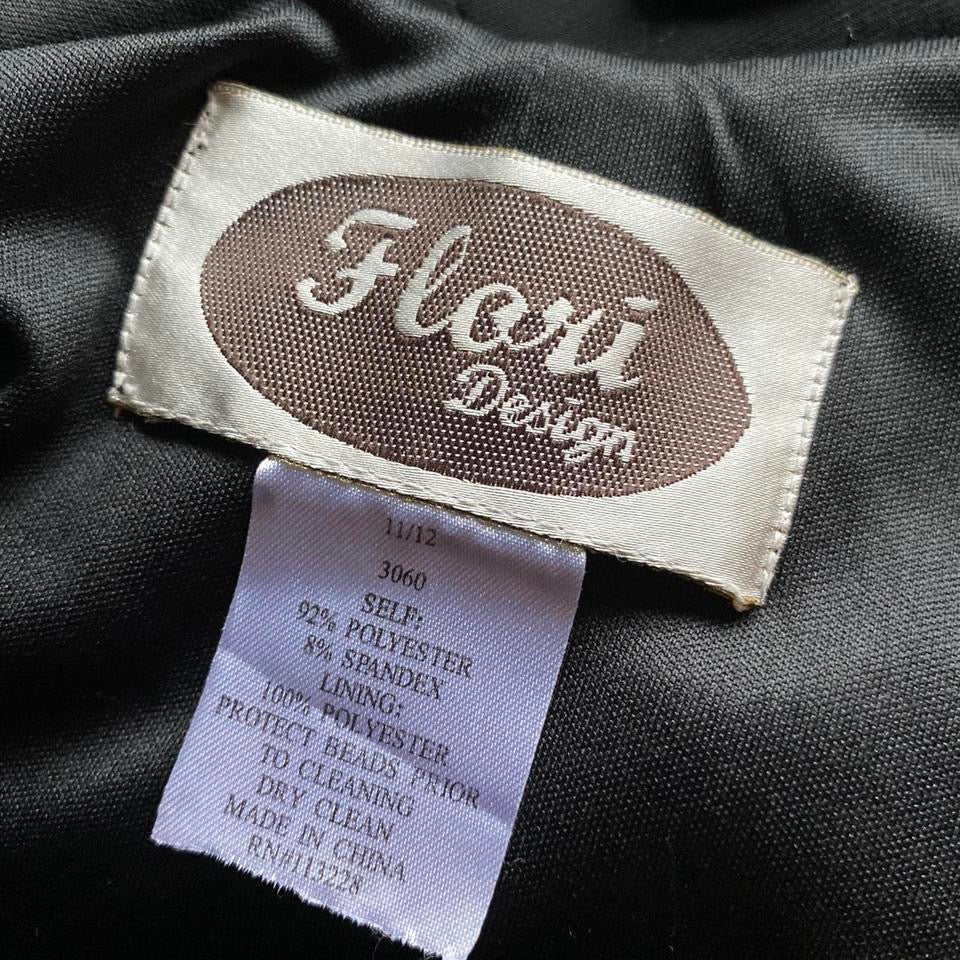 Flari
Design
11/12
3060
SELF:
92% POLYESTER
8% SPANDEX
LINING:
100% POLYESTER
PROTECT BEADS PRIOR
TO CLEANING
DRY CLEAN
MADE IN CHINA
RN#113228